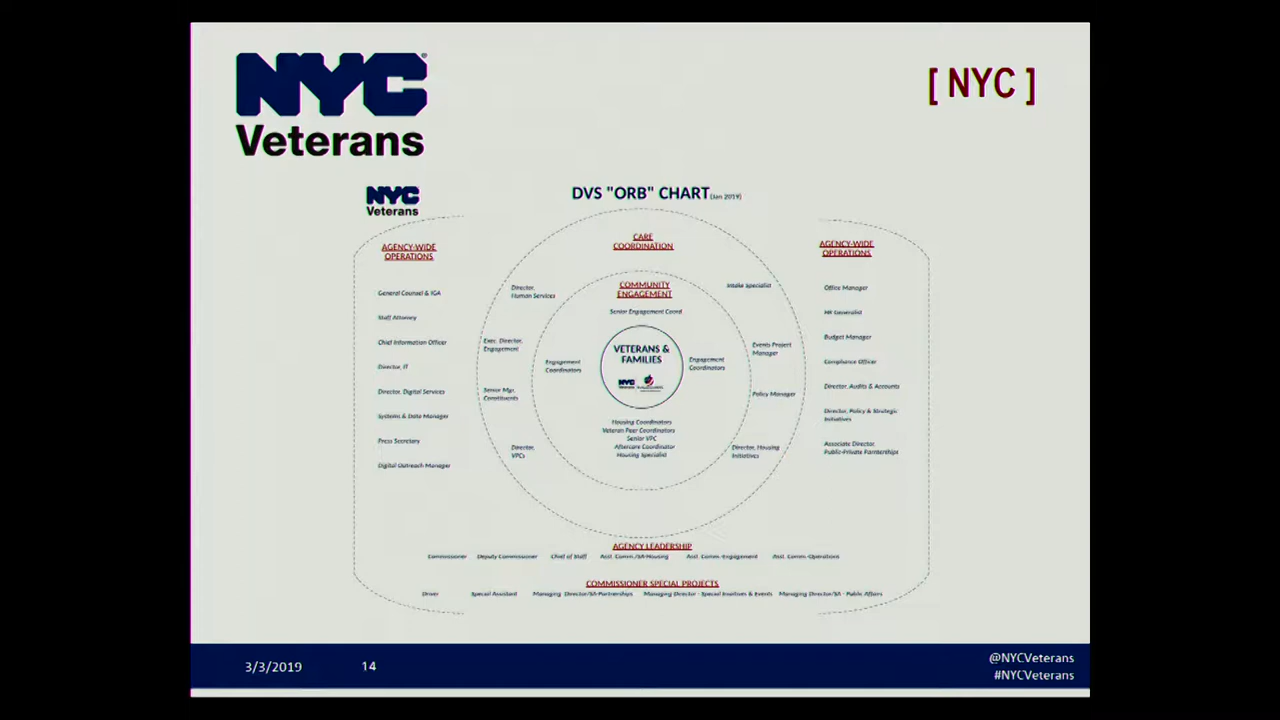 NYC
Veterans
[ NYC ]
NYC
Veterans
DVS "ORB" CHART (Jan 2019)
AGENCY-WIDE
OPERATIONS
General Counsel & IGA
Staff Attorney
Chief Information Officer
Director, IT
Director, Digital Services
Systems & Data Manager
Press Secretary
Digital Outreach Manager
CARE
COORDINATION
Director,
Human Services
Intake Specialist
Exec. Director,
Engagement
Events Project
Manager
Senior Mgr.
Constituents
Policy Manager
Director,
VPCs
Director, Housing
Initiatives
COMMUNITY
ENGAGEMENT
Senior Engagement Coord
Engagement
Coordinators
Engagement
Coordinators
VETERANS &
FAMILIES
NYC
Housing Coordinators
Veteran Peer Coordinators
Senior VPC
Aftercare Coordinator
Housing Specialist
AGENCY-WIDE
OPERATIONS
Office Manager
HR Generalist
Budget Manager
Compliance Officer
Director, Audits & Accounts
Director, Policy & Strategic
Initiatives
Associate Director,
Public-Private
AGENCY LEADERSHIP
Commissioner Deputy Commissioner Chief of Staff Asst. Comm./SA-Housing Asst. Comm.-Engagement Asst. Comm.-Operations
COMMISSIONER SPECIAL PROJECTS
Driver Special Assistant Managing Director/SA-Partnerships Managing Director - Special & Events Managing Director/SA - Public Affairs
3/3/2019 14
@NYCVeterans
#NYCVeterans